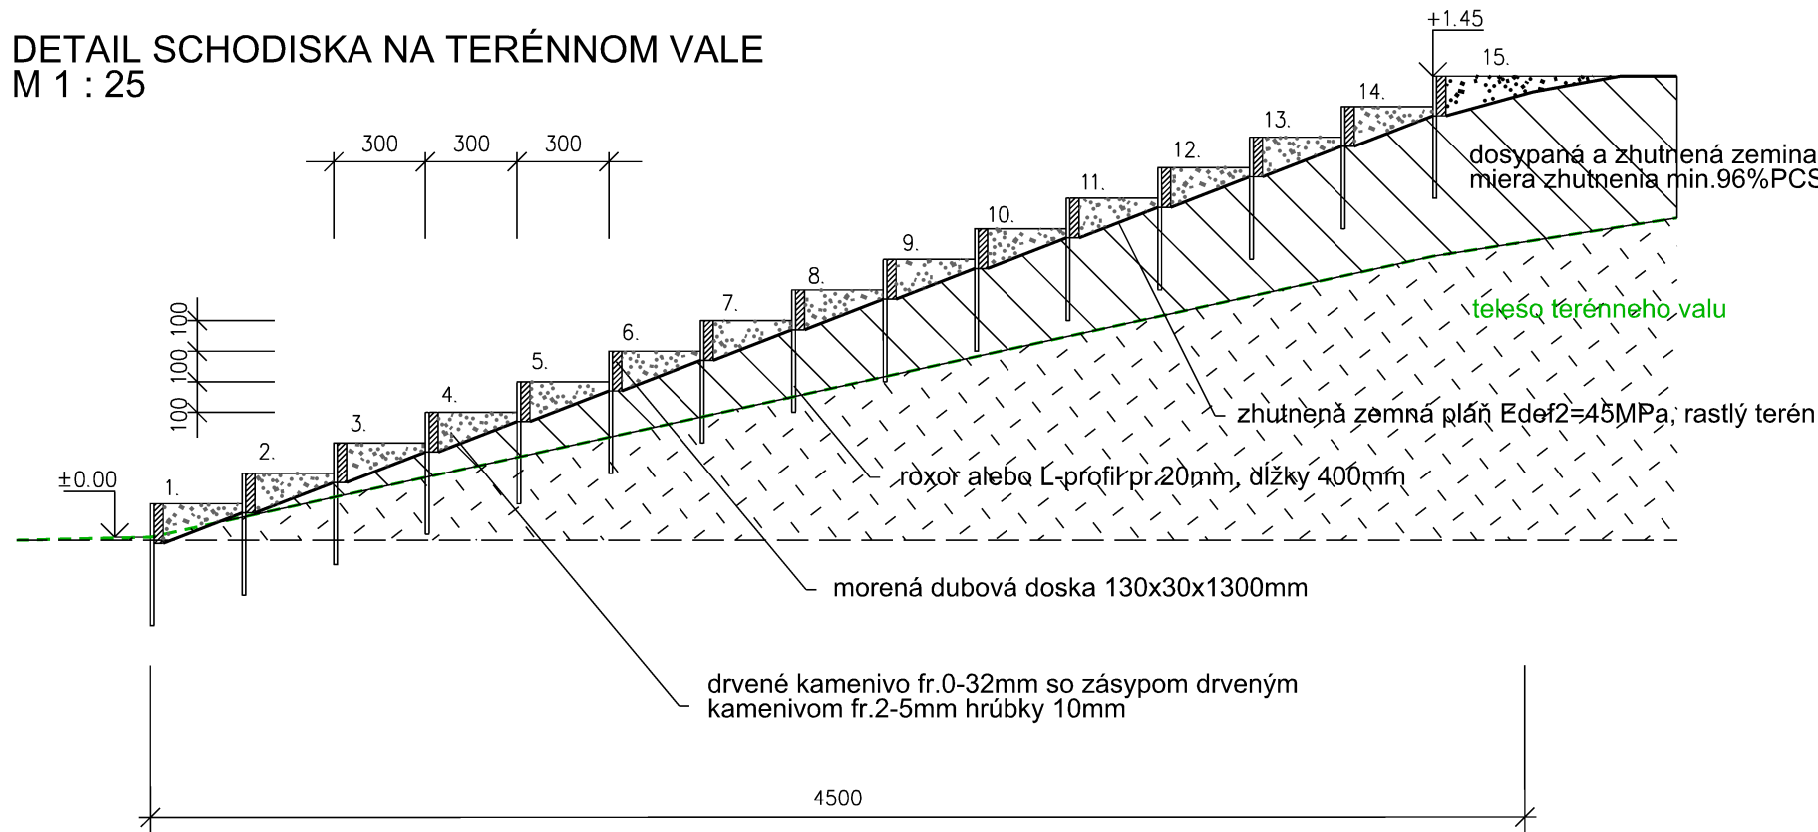 DETAIL SCHODISKA NA TERÉNNOM VALE
M 1 : 25
+1.45
15.
14.
13.
12.
11.
10.
9.
8.
7.
6.
5.
4.
3.
2.
1.
300
300
300
dosypaná a zhutnená zemina
miera zhutnenia min.96%PCS
100
100
100
100
teleso terénneho valu
zhutnená zemná pláň Edef2=45MPa, rastlý terén
roxor alebo L-profil pr.20mm, dĺžky 400mm
±0.00
morená dubová doska 130x30x1300mm
drvené kamenivo fr.0-32mm so zásypom drveným
kamenivom fr.2-5mm hrúbky 10mm
4500